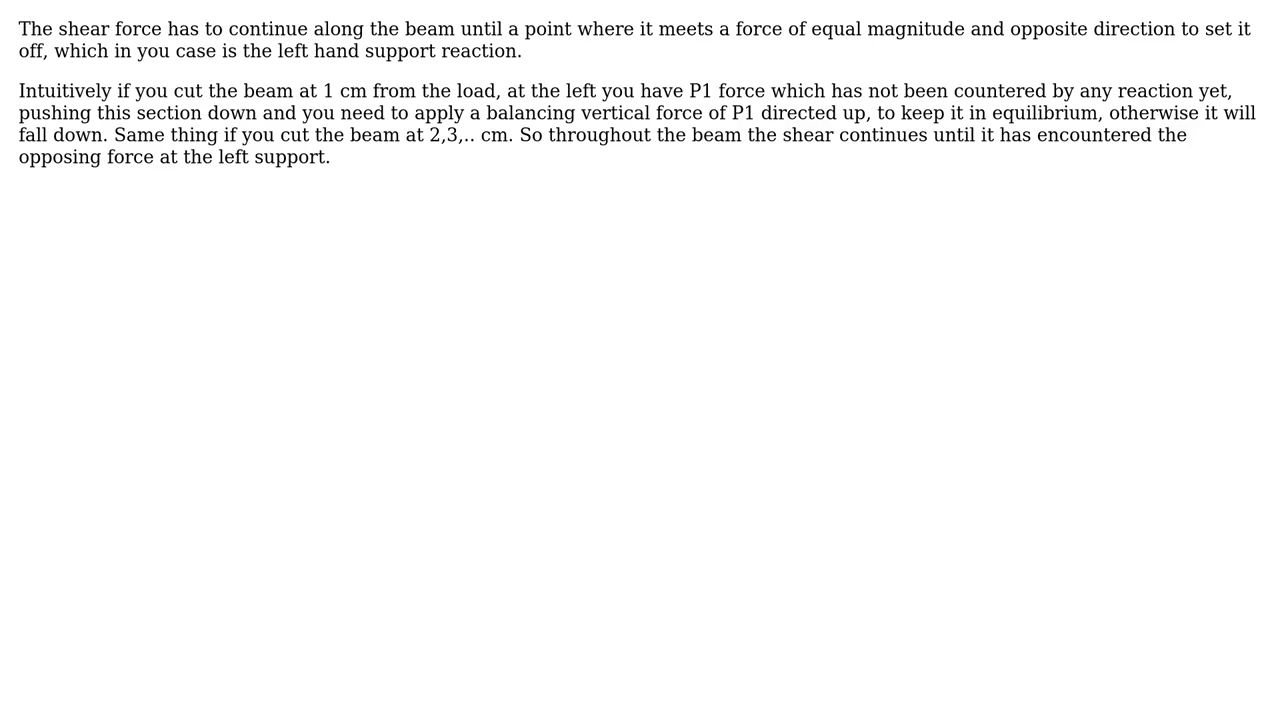 The shear force has to continue along the beam until a point where it meets a force of equal magnitude and opposite direction to set it
off, which in you case is the left hand support reaction.
Intuitively if you cut the beam at 1 cm from the load, at the left you have P1 force which has not been countered by any reaction yet,
pushing this section down and you need to apply a balancing vertical force of P1 directed up, to keep it in equilibrium, otherwise it will
fall down. Same thing if you cut the beam at 2,3,.. cm. So throughout the beam the shear continues until it has encountered the
opposing force at the left support.